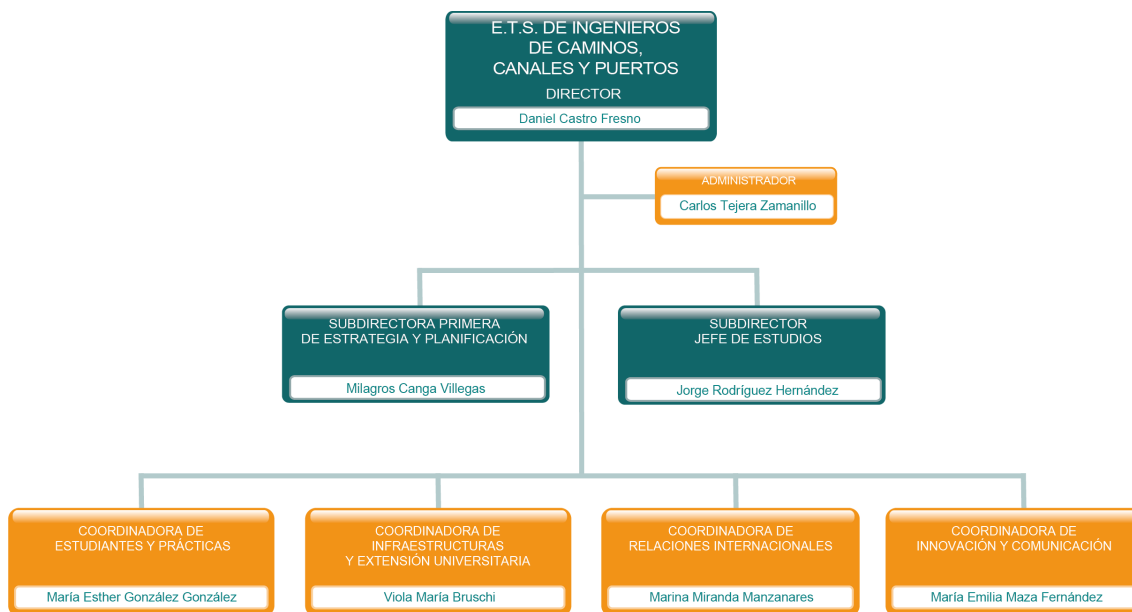 E.T.S. DE INGENIEROS
DE CAMINOS,
CANALES Y PUERTOS
DIRECTOR
Daniel Castro Fresno
ADMINISTRADOR
Carlos Tejera Zamanillo
SUBDIRECTORA PRIMERA
DE ESTRATEGIA Y PLANIFICACIÓN
Milagros Canga Villegas
SUBDIRECTOR
JEFE DE ESTUDIOS
Jorge Rodríguez Hernández
COORDINADORA DE
ESTUDIANTES Y PRÁCTICAS
María Esther González González
COORDINADORA DE
INFRAESTRUCTURAS
Y EXTENSIÓN UNIVERSITARIA
Viola María Bruschi
COORDINADORA DE
RELACIONES INTERNACIONALES
Marina Miranda Manzanares
COORDINADORA DE
INNOVACIÓN Y COMUNICACIÓN
María Emilia Maza Fernández